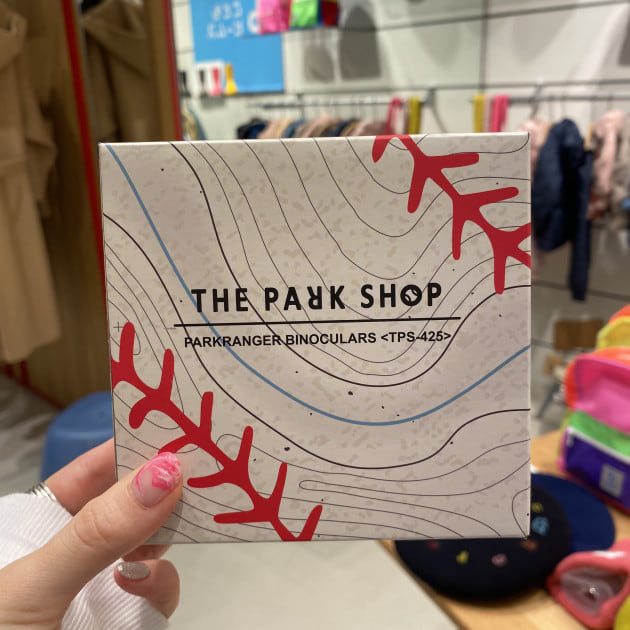 THE PARK SHOP
PARKRANGER BINOCULARS <TPS-425>